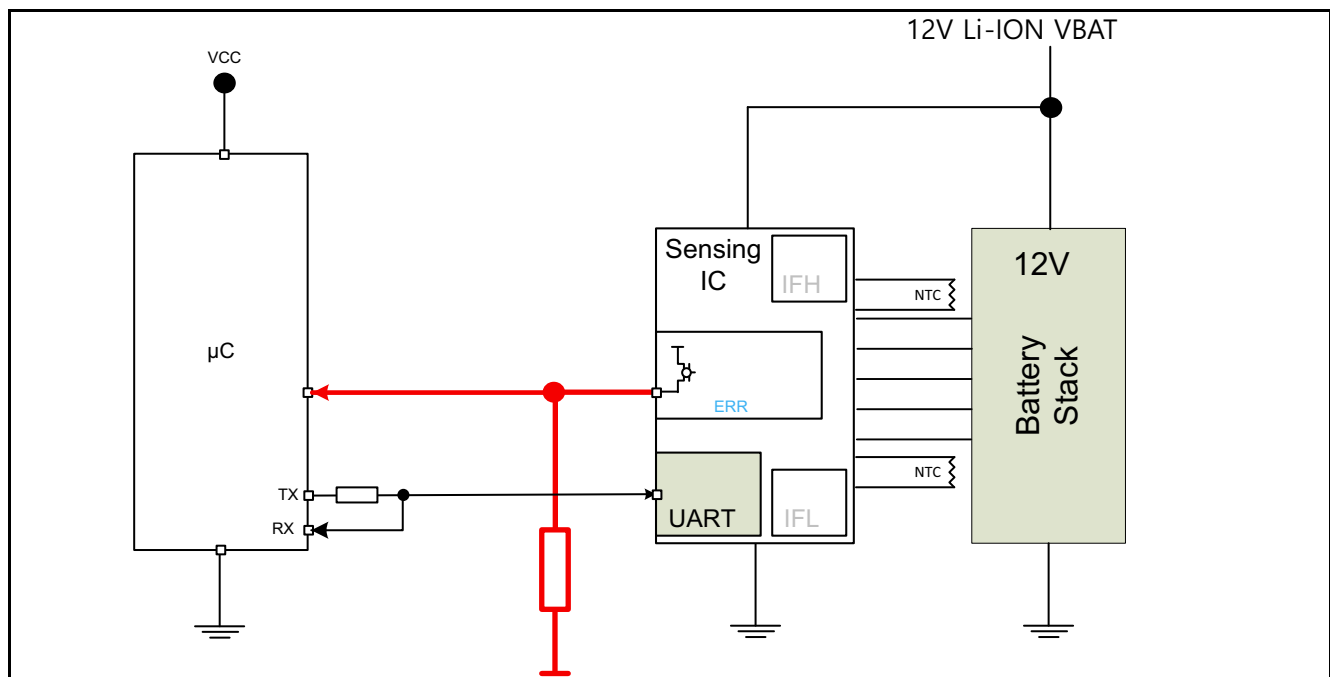 12V Li-ION VBAT
VCC
Sensing
IC
IFH
12V
NTC
µC
ERR
Battery
Stack
NTC
TX
RX
UART
IFL